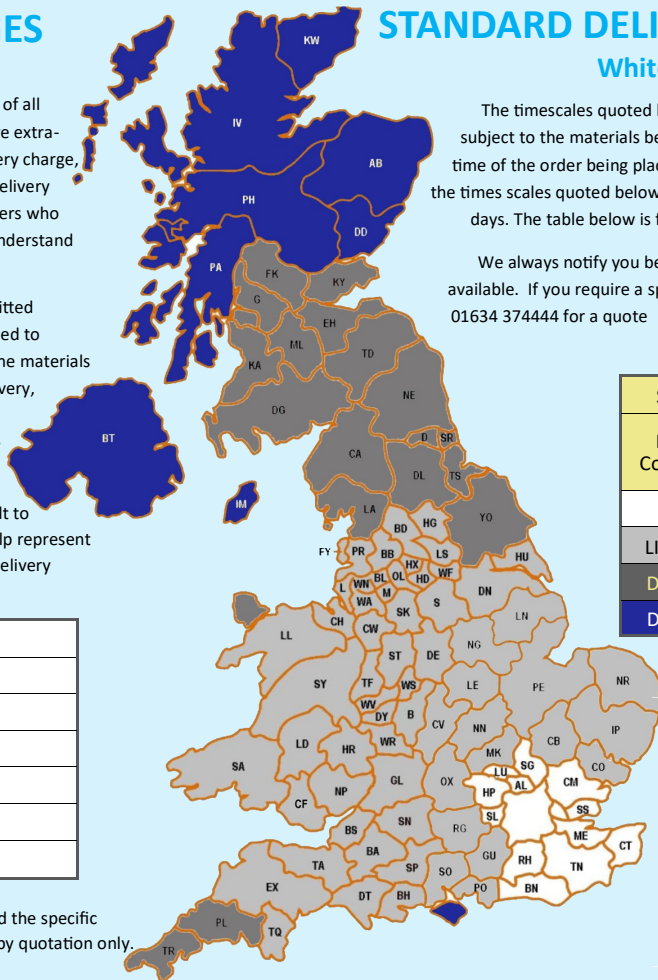 ES
of all
re extra-
ery charge,
elivery
ers who
nderstand
itted
ed to
ne materials
very,
lt to
lp represent
elivery
d the specific
by quotation only.
STANDARD DELI
Whit
The timescales quoted
subject to the materials be
time of the order being plac
the times scales quoted below
days. The table below is f
We always notify you be
available. If you require a sp
01634 374444 for a quote
S
Co
LI
D
D
KW
IV
AB
PH
DD
PA
FK
KY
G
EH
ML
TD
KA
NE
DG
BT
D
SR
CA
DL
TS
IM
LA
YO
BD
HG
FY
PR
BB
LS
HU
HX
WN
BL
OL
HD
WF
L
M
DN
WA
SK
S
LN
CH
CW
LL
NG
ST
DE
NR
SY
TF
WS
LE
PE
WV
DY
B
CV
NN
IP
LD
HR
WR
CB
MK
SG
SA
LU
CO
NP
GL
OX
HP
AL
CM
CF
SL
SS
BS
SN
RG
ME
CT
BA
GU
RH
TN
TA
SP
SO
EX
PO
BN
DT
BH
PL
TQ
TR